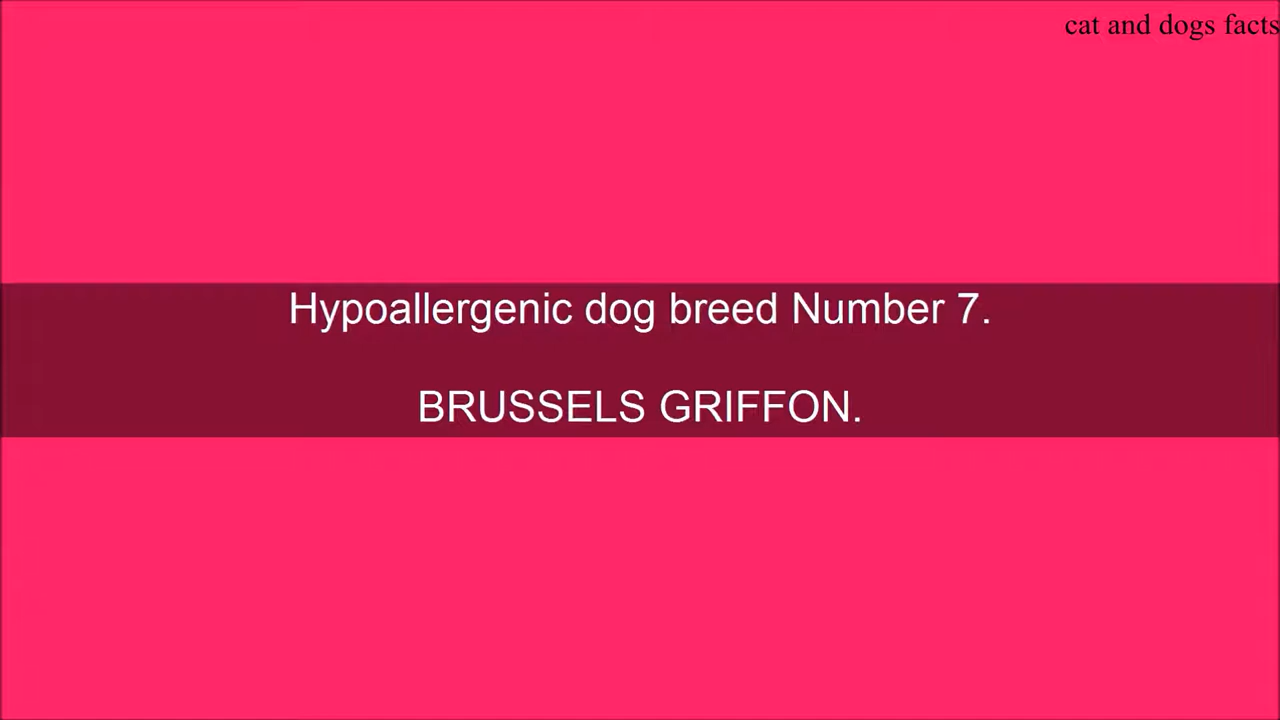 cat and dogs facts
Hypoallergenic dog breed Number 7.
BRUSSELS GRIFFON.